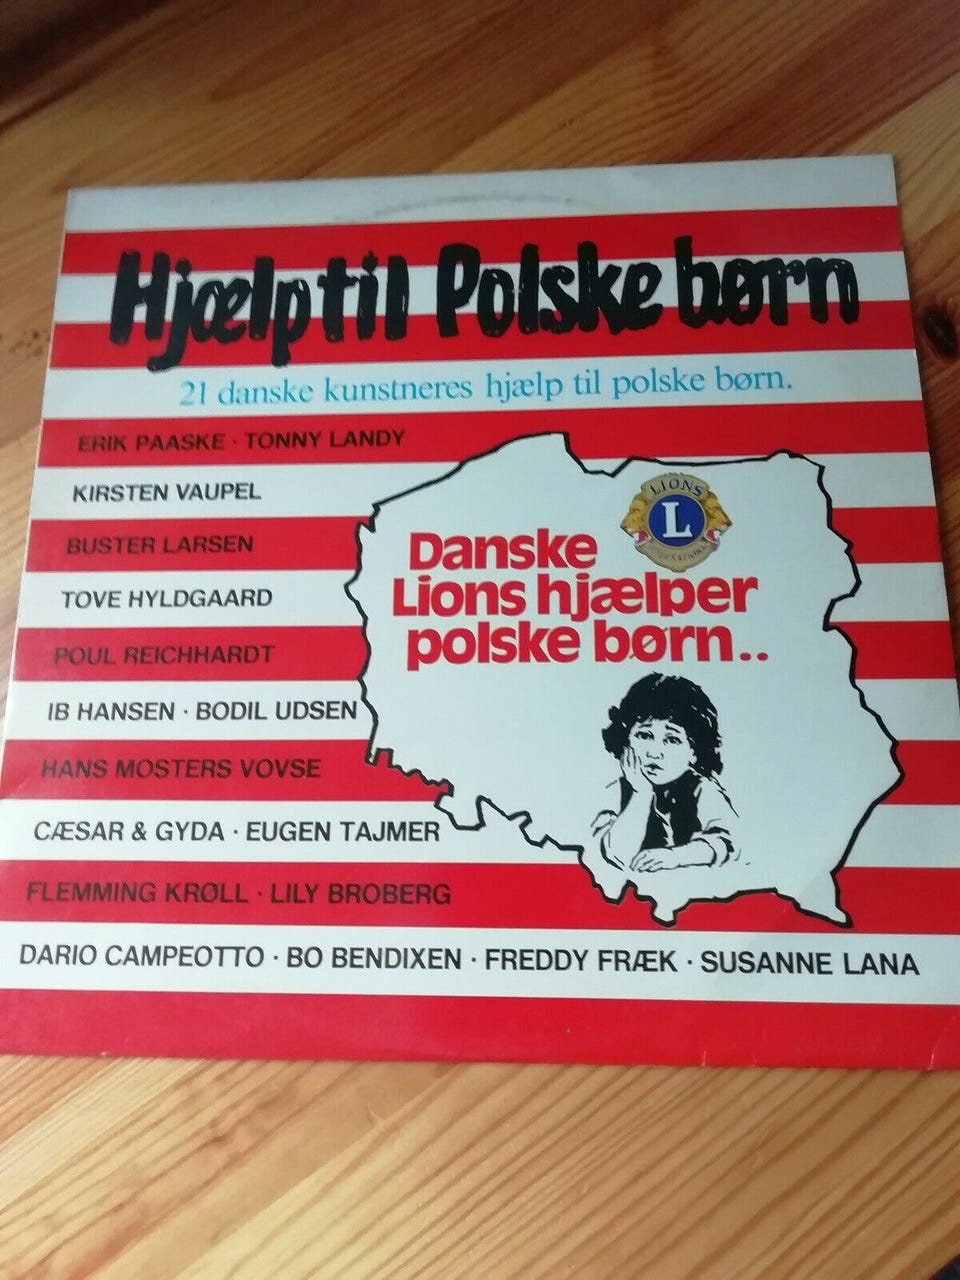 Hjælp til Polske børn
21 danske kunstneres hjælp til polske børn.
ERIK PAASKE · TONNY LANDY
KIRSTEN VAUPEL
BUSTER LARSEN
TOVE HYLDGAARD
POUL REICHHARDT
IB HANSEN · BODIL UDSEN
HANS MOSTERS VOVSE
CÆSAR & GYDA · EUGEN TAJMER
FLEMMING KRØLL · LILY BROBERG
DARIO CAMPEOTTO · BO BENDIXEN · FREDDY FRÆK · SUSANNE LANA
LIONS
L
INTERNATIONAL
Danske
Lions hjælper
polske børn..